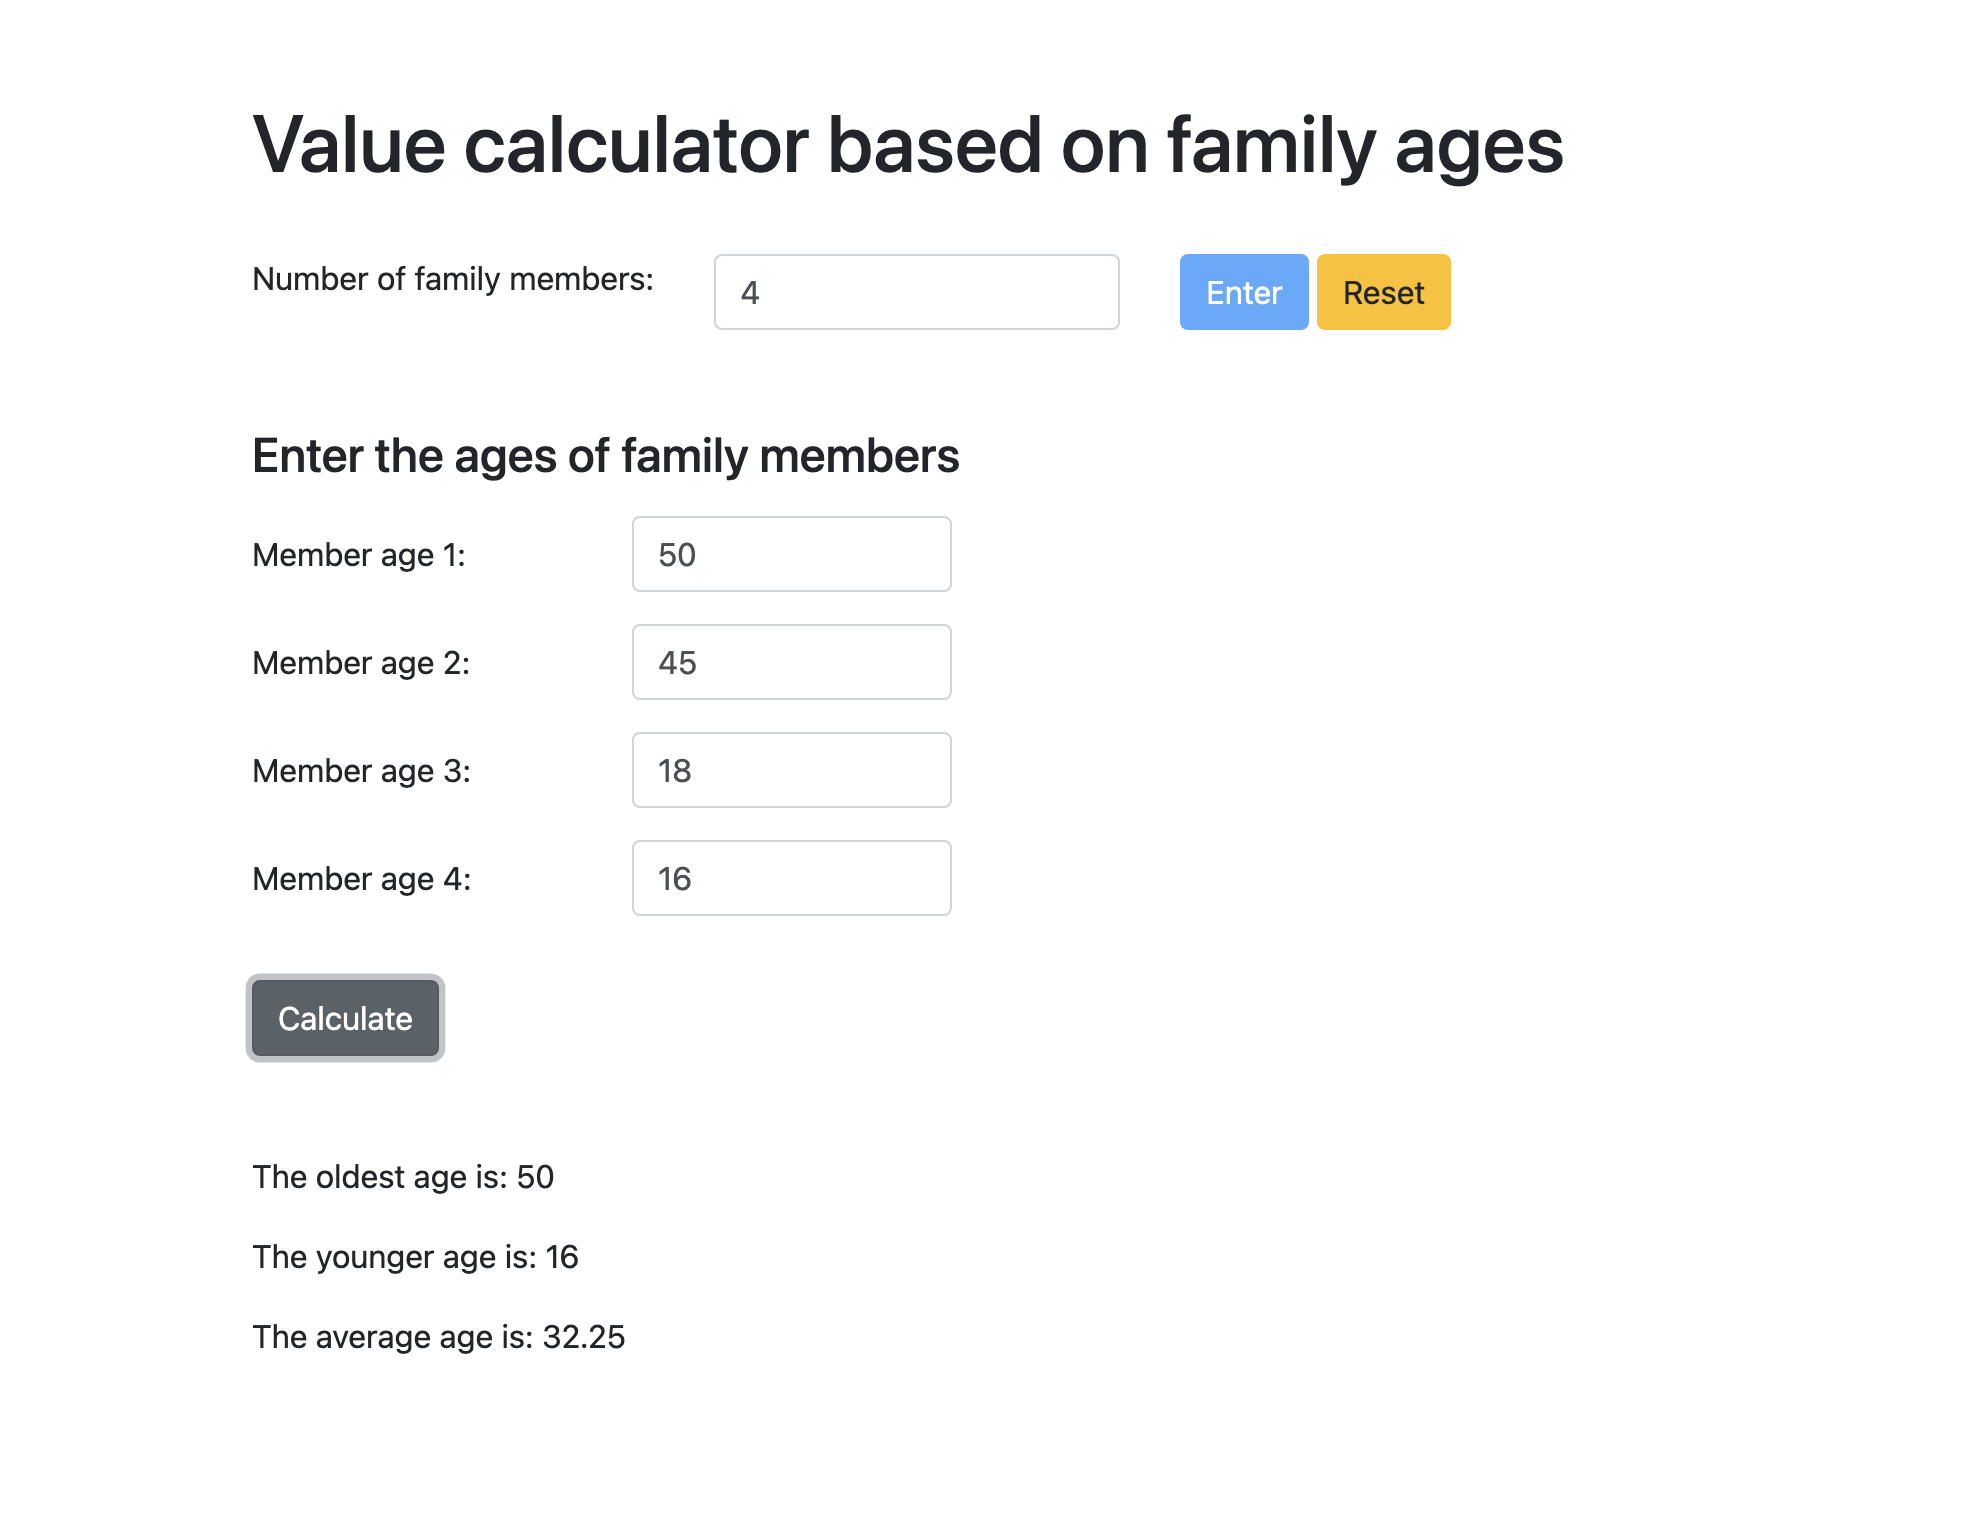 Value calculator based on family ages
Number of family members: 4 Enter Reset
Enter the ages of family members
Member age 1: 50
Member age 2: 45
Member age 3: 18
Member age 4: 16
Calculate
The oldest age is: 50
The younger age is: 16
The average age is: 32.25